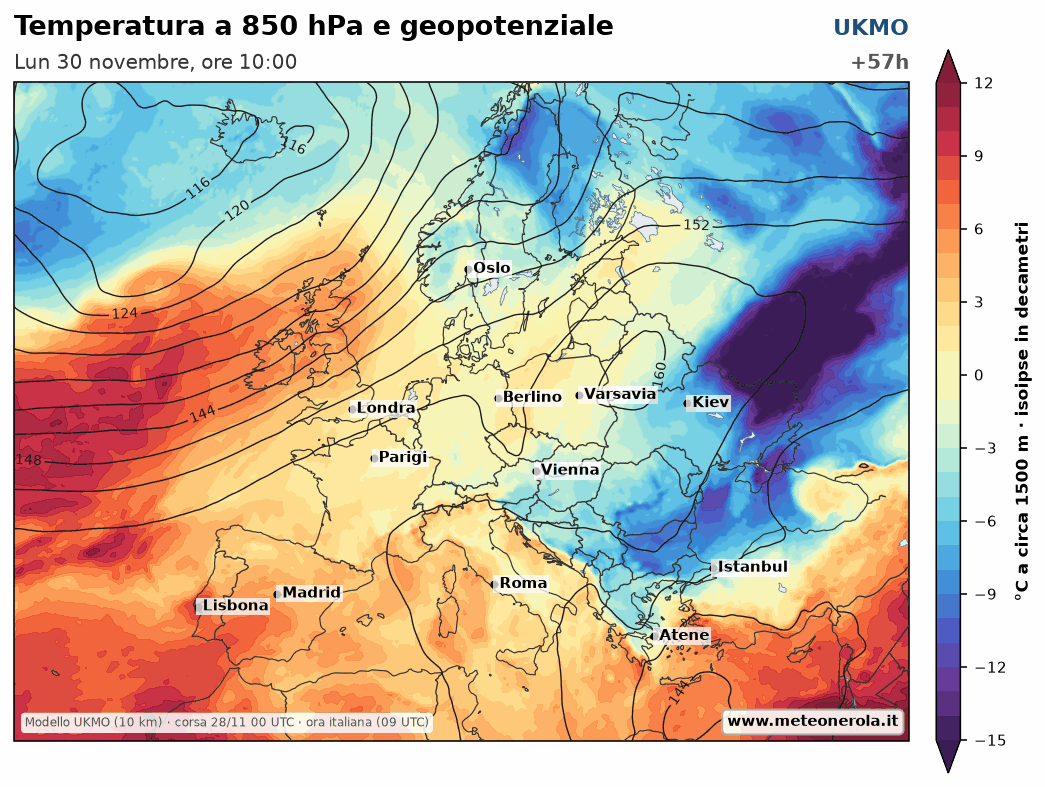 Temperatura a 850 hPa e geopotenziale
UKMO
Lun 30 novembre, ore 10:00
+57h
116
116
120
124
144
148
152
160
144
Oslo
Londra
Berlino
Varsavia
Kiev
Parigi
Vienna
Istanbul
Roma
Madrid
Lisbona
Atene
Modello UKMO (10 km) · corsa 28/11 00 UTC · ora italiana (09 UTC)
www.meteonerola.it
12
9
6
3
0
−3
−6
−9
−12
−15
°C a circa 1500 m · isoipse in decametri